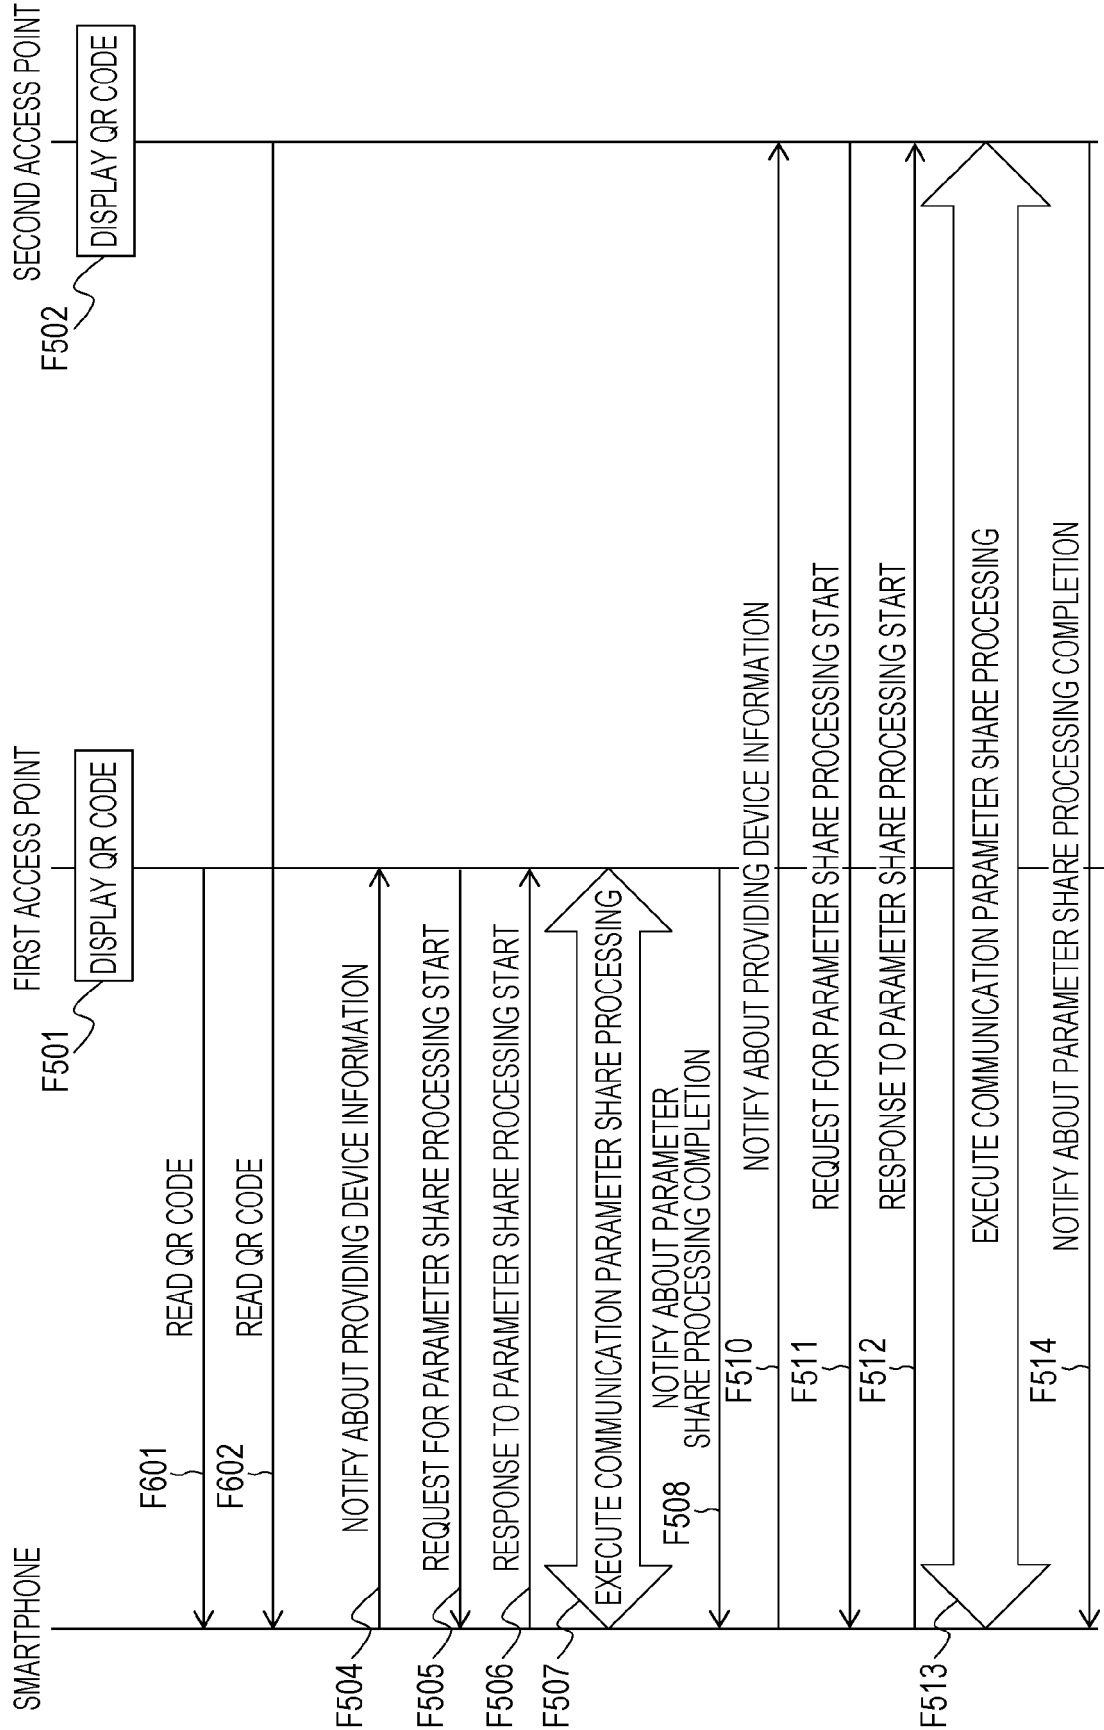 SMARTPHONE
FIRST ACCESS POINT
SECOND ACCESS POINT
F501
DISPLAY QR CODE
F502
DISPLAY QR CODE
F601
READ QR CODE
F602
READ QR CODE
F504
NOTIFY ABOUT PROVIDING DEVICE INFORMATION
F505
REQUEST FOR PARAMETER SHARE PROCESSING START
F506
RESPONSE TO PARAMETER SHARE PROCESSING START
F507
EXECUTE COMMUNICATION PARAMETER SHARE PROCESSING
F508
NOTIFY ABOUT PARAMETER
SHARE PROCESSING COMPLETION
F510
NOTIFY ABOUT PROVIDING DEVICE INFORMATION
F511
REQUEST FOR PARAMETER SHARE PROCESSING START
F512
RESPONSE TO PARAMETER SHARE PROCESSING START
F513
EXECUTE COMMUNICATION PARAMETER SHARE PROCESSING
F514
NOTIFY ABOUT PARAMETER SHARE PROCESSING COMPLETION